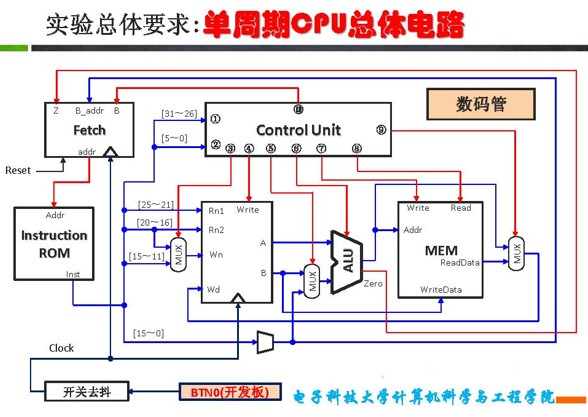 实验总体要求:单周期CPU总体电路
数码管
Z B_addr B
Fetch
addr
Reset
[31~26] ①
[5~0] ②
Control Unit
⑩
⑨
③ ④ ⑤ ⑥ ⑦ ⑧
Addr
Instruction
ROM
Inst
[25~21]
[20~16]
[15~11]
[15~0]
MUX
Write
Rn1
Rn2
Wn
Wd
A
B
MUX
ALU
Zero
Write Read
Addr
MEM
ReadData
WriteData
MUX
Clock
开关去抖
BTN0(开发板)
电子科技大学计算机科学与工程学院